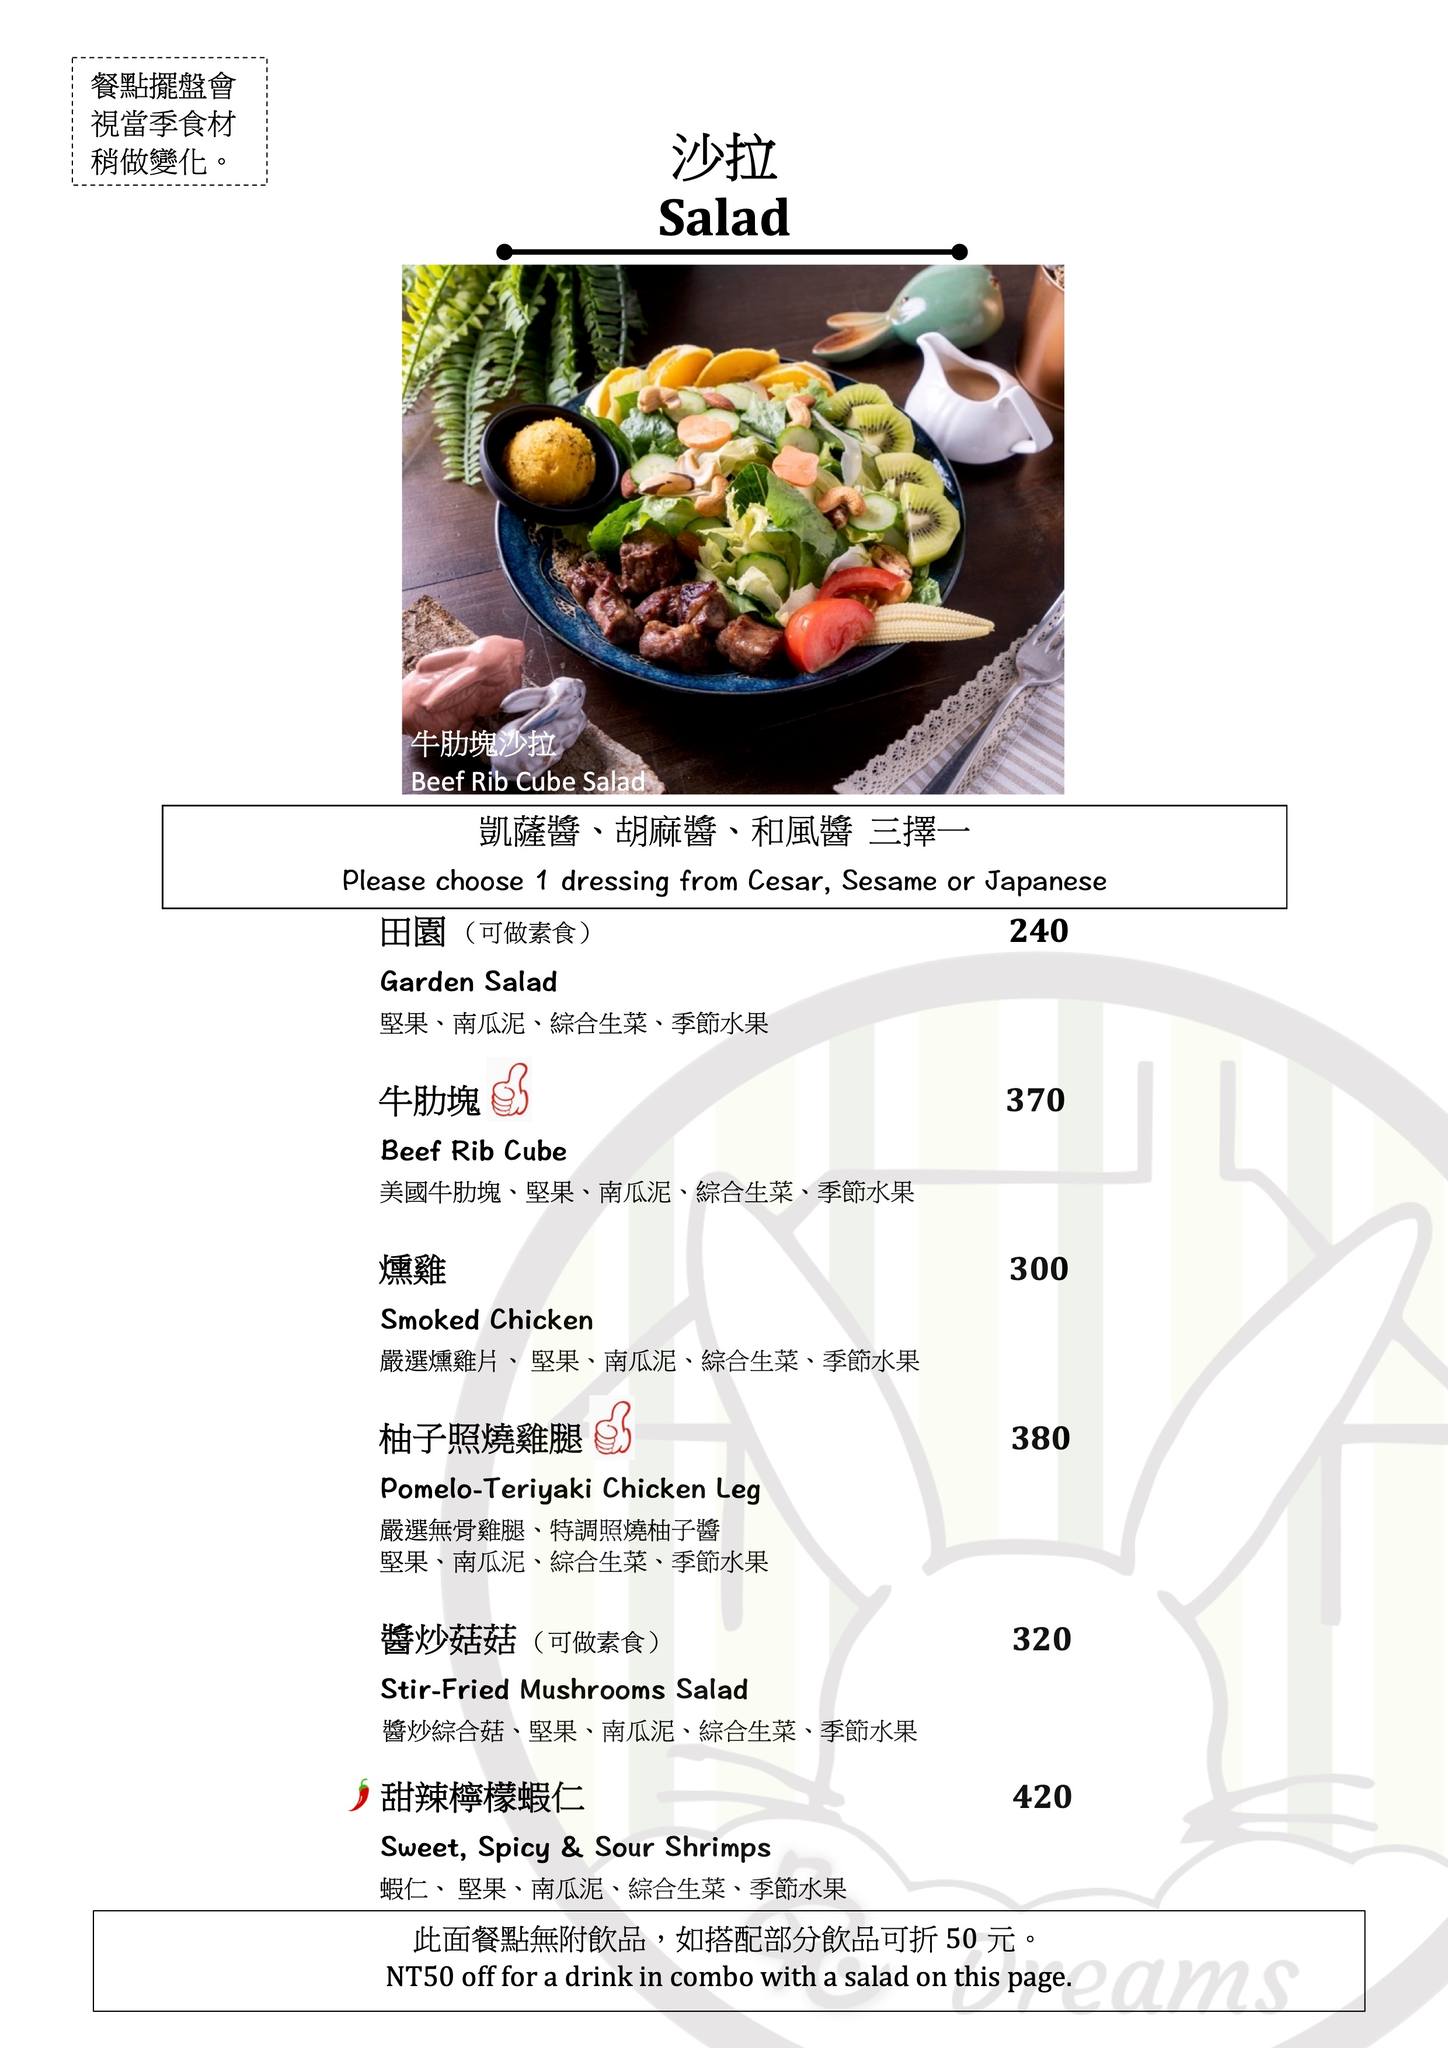 餐點擺盤會
視當季食材
稍做變化。
沙拉
Salad
牛肋塊沙拉
Beef Rib Cube Salad
凱薩醬、胡麻醬、和風醬 三擇一
Please choose 1 dressing from Cesar, Sesame or Japanese
田園（可做素食） 240
Garden Salad
堅果、南瓜泥、綜合生菜、季節水果
牛肋塊 370
Beef Rib Cube
美國牛肋塊、堅果、南瓜泥、綜合生菜、季節水果
燻雞 300
Smoked Chicken
嚴選燻雞片、 堅果、南瓜泥、綜合生菜、季節水果
柚子照燒雞腿 380
Pomelo-Teriyaki Chicken Leg
嚴選無骨雞腿、特調照燒柚子醬
堅果、南瓜泥、綜合生菜、季節水果
醬炒菇菇（可做素食） 320
Stir-Fried Mushrooms Salad
醬炒綜合菇、堅果、南瓜泥、綜合生菜、季節水果
甜辣檸檬蝦仁 420
Sweet, Spicy & Sour Shrimps
蝦仁、 堅果、南瓜泥、綜合生菜、季節水果
此面餐點無附飲品，如搭配部分飲品可折 50 元。
NT50 off for a drink in combo with a salad on this page.
Dreams